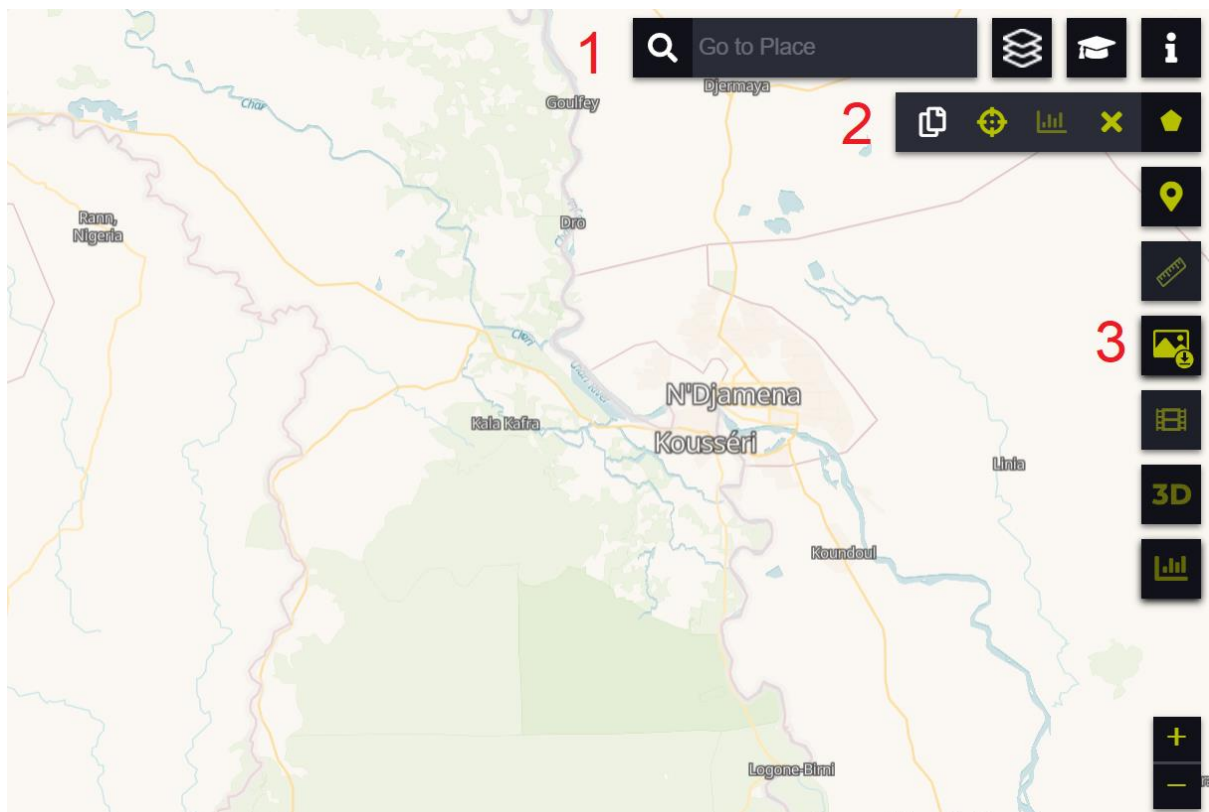 1
Go to Place
Djermaya
Goulfey
2
Char
Rann,
Nigeria
Dro
3
Chari River
N'Djamena
Kala Kafra
Kousséri
Linia
3D
Koundoul
Logone-Birni